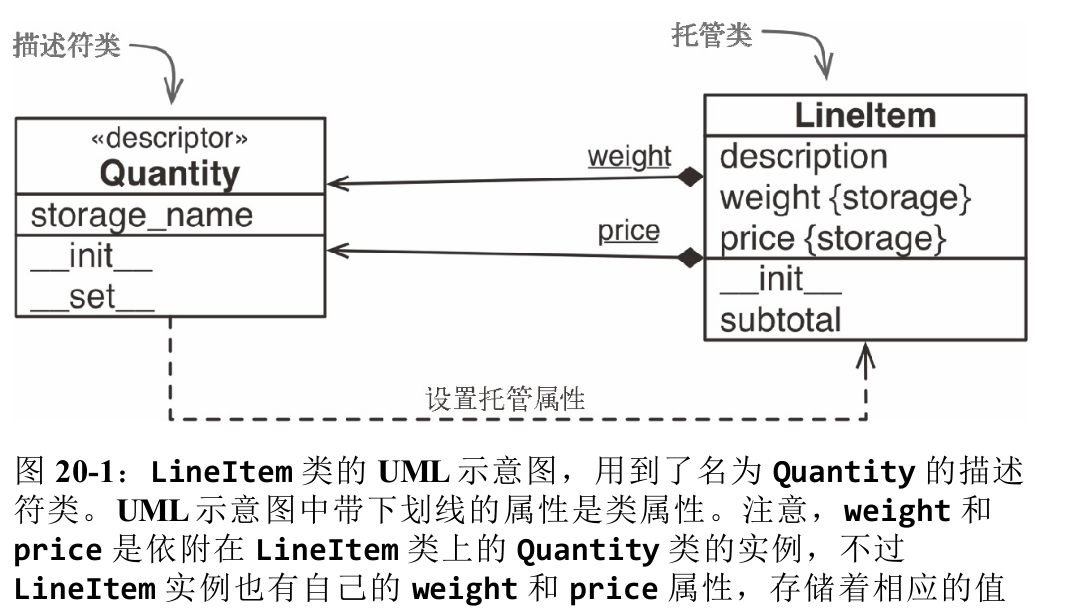 描述符类
托管类
«descriptor»
Quantity
storage_name
__init__
__set__
weight
price
LineItem
description
weight {storage}
price {storage}
__init__
subtotal
设置托管属性
图 20-1：LineItem 类的 UML 示意图，用到了名为 Quantity 的描述
符类。UML 示意图中带下划线的属性是类属性。注意，weight 和
price 是依附在 LineItem 类上的 Quantity 类的实例，不过
LineItem 实例也有自己的 weight 和 price 属性，存储着相应的值